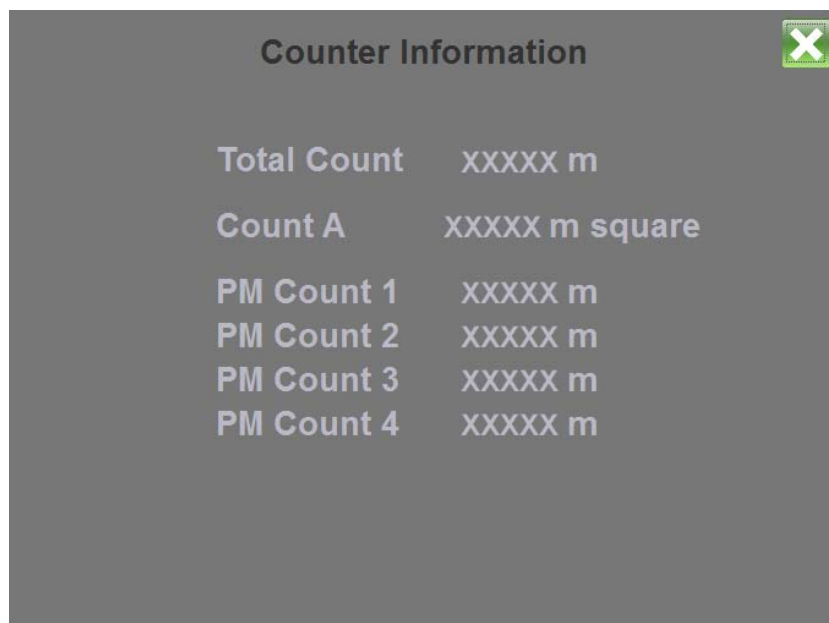 Counter Information
Total Count XXXXX m
Count A XXXXX m square
PM Count 1 XXXXX m
PM Count 2 XXXXX m
PM Count 3 XXXXX m
PM Count 4 XXXXX m